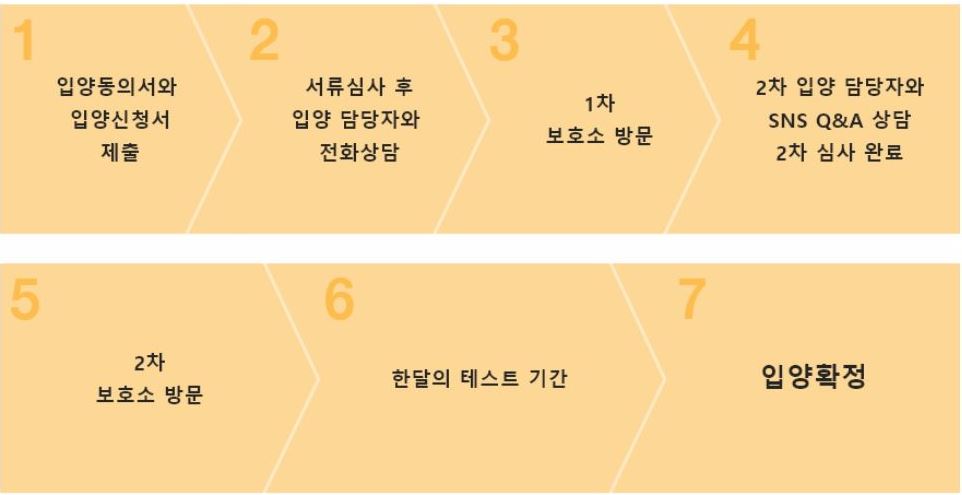 1
입양동의서와
입양신청서
제출
2
서류심사 후
입양 담당자와
전화상담
3
1차
보호소 방문
4
2차 입양 담당자와
SNS Q&A 상담
2차 심사 완료
5
2차
보호소 방문
6
한달의 테스트 기간
7
입양확정